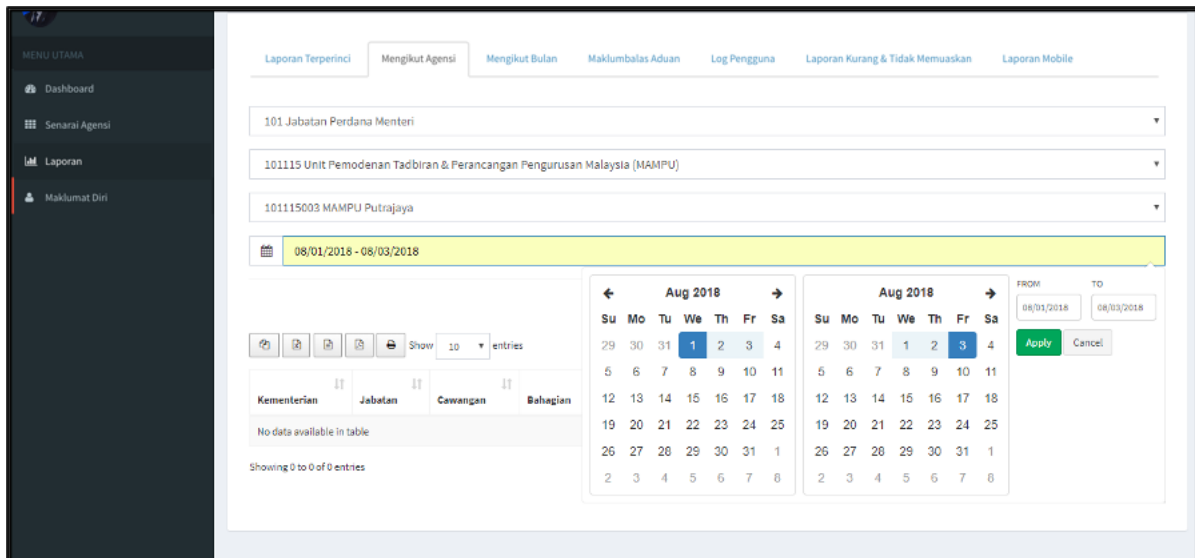 MENU UTAMA
Dashboard
Senarai Agensi
Laporan
Maklumat Diri
Laporan Terperinci Mengikut Agensi Mengikut Bulan Maklumbalas Aduan Log Pengguna Laporan Kurang & Tidak Memuaskan Laporan Mobile
101 Jabatan Perdana Menteri
101115 Unit Pemodenan Tadbiran & Perancangan Pengurusan Malaysia (MAMPU)
101115003 MAMPU Putrajaya
08/01/2018 - 08/03/2018
Show 10 entries
Kementerian Jabatan Cawangan Bahagian
No data available in table
Showing 0 to 0 of 0 entries
Aug 2018
Su Mo Tu We Th Fr Sa
29 30 31 1 2 3 4
5 6 7 8 9 10 11
12 13 14 15 16 17 18
19 20 21 22 23 24 25
26 27 28 29 30 31 1
2 3 4 5 6 7 8
Aug 2018
Su Mo Tu We Th Fr Sa
29 30 31 1 2 3 4
5 6 7 8 9 10 11
12 13 14 15 16 17 18
19 20 21 22 23 24 25
26 27 28 29 30 31 1
2 3 4 5 6 7 8
FROM TO
08/01/2018 08/03/2018
Apply Cancel